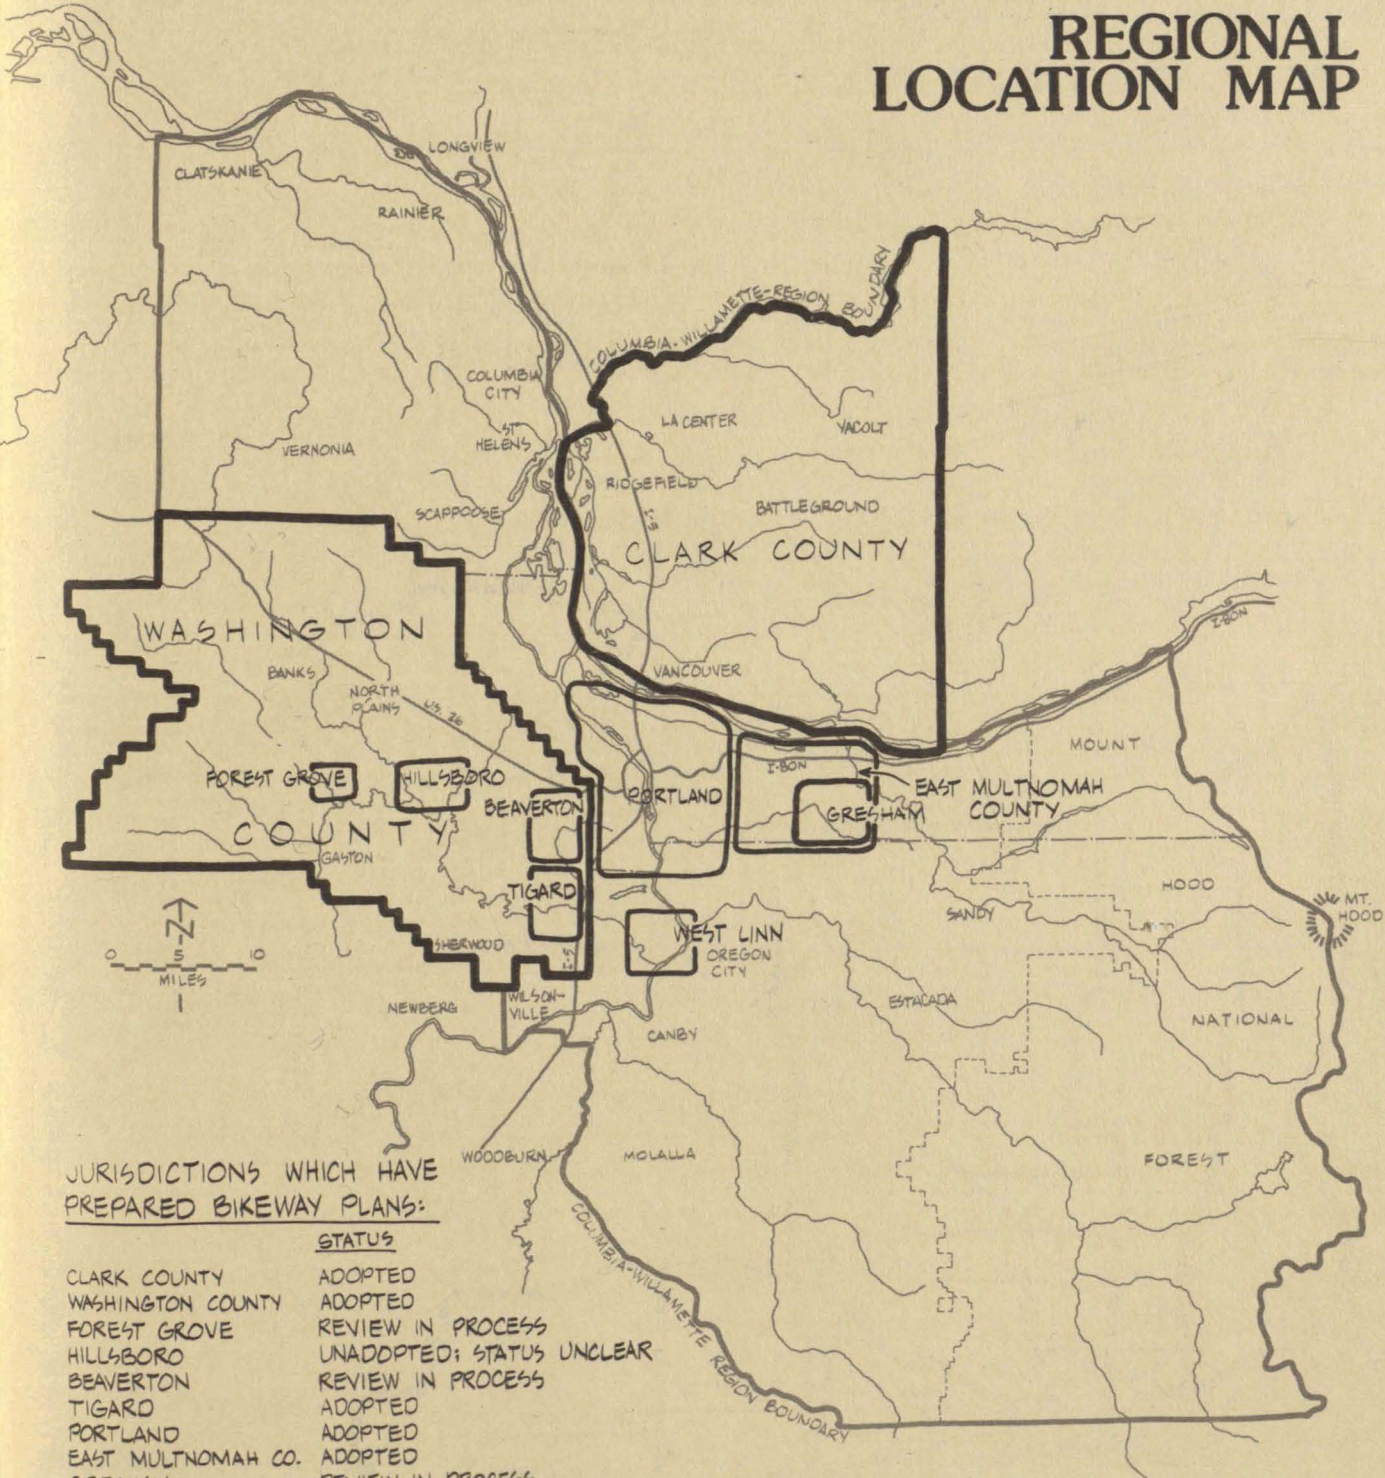 REGIONAL
LOCATION MAP
LONGVIEW
CLATSKANIE
RAINIER
COLUMBIA-WILLAMETTE-REGION BOUNDARY
COLUMBIA
CITY
ST
HELENS
LA CENTER
YACOLT
VERNONIA
RIDGEFIELD
SCAPPOOSE
I-5
BATTLEGROUND
CLARK COUNTY
I-80N
WASHINGTON
BANKS
NORTH
PLAINS
US. 26
VANCOUVER
MOUNT
I-80N
FOREST GROVE
HILLSBORO
BEAVERTON
PORTLAND
EAST MULTNOMAH
COUNTY
GRESHAM
COUNTY
GASTON
TIGARD
HOOD
MT.
HOOD
SANDY
N
0 5 10
MILES
SHERWOOD
I-5
WEST LINN
OREGON
CITY
NEWBERG
WILSON-
VILLE
ESTACADA
CANBY
NATIONAL
WOODBURN
MOLALLA
FOREST
COLUMBIA-WILLAMETTE REGION BOUNDARY
JURISDICTIONS WHICH HAVE
PREPARED BIKEWAY PLANS:
STATUS
CLARK COUNTY ADOPTED
WASHINGTON COUNTY ADOPTED
FOREST GROVE REVIEW IN PROCESS
HILLSBORO UNADOPTED; STATUS UNCLEAR
BEAVERTON REVIEW IN PROCESS
TIGARD ADOPTED
PORTLAND ADOPTED
EAST MULTNOMAH CO. ADOPTED